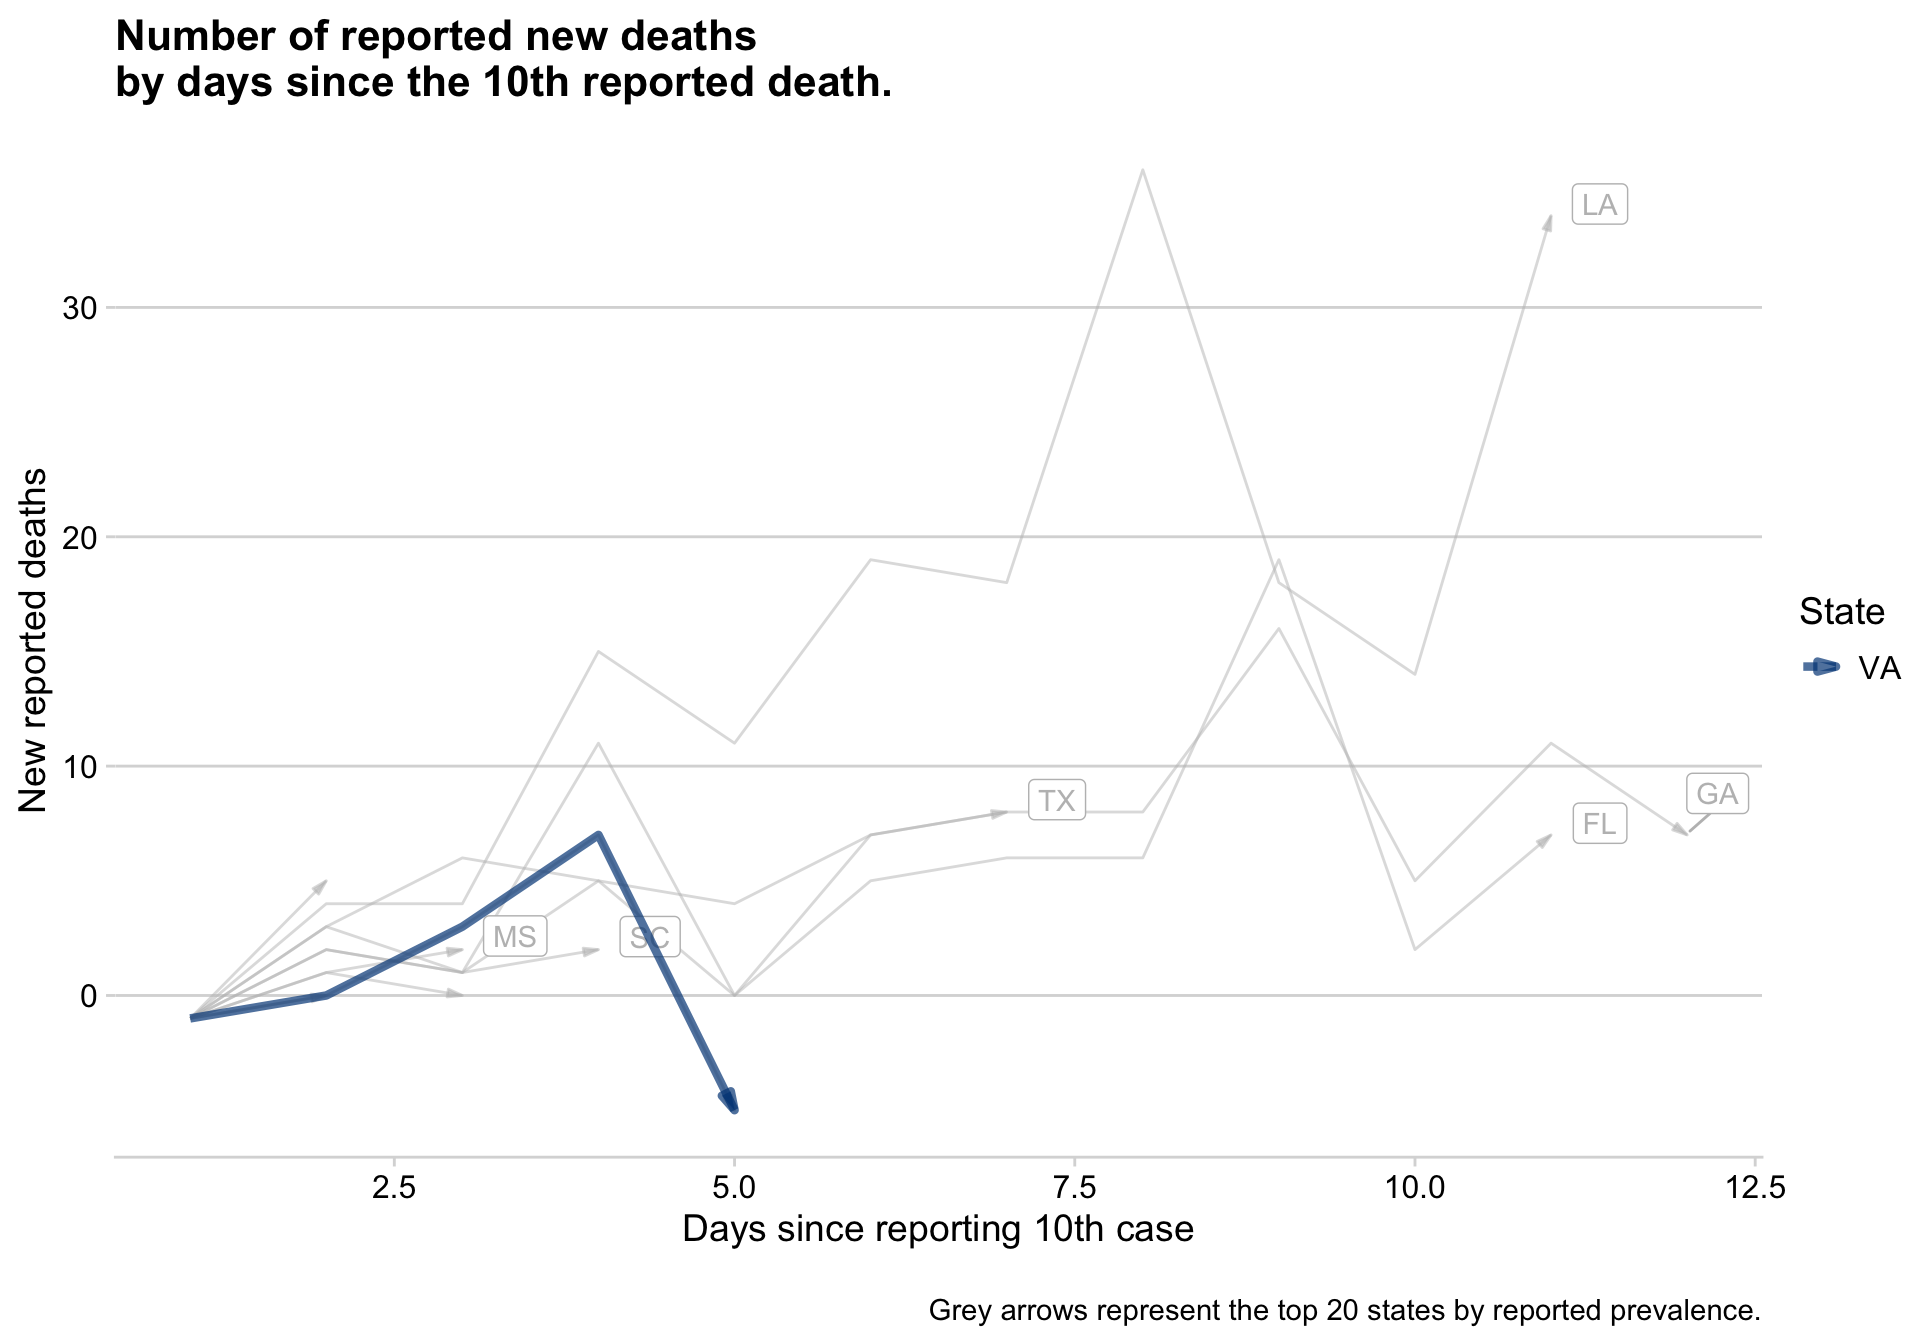 Number of reported new deaths
by days since the 10th reported death.
LA
30
20
New reported deaths
State
VA
10
TX
GA
FL
MS
SC
0
2.5
5.0
7.5
10.0
12.5
Days since reporting 10th case
Grey arrows represent the top 20 states by reported prevalence.